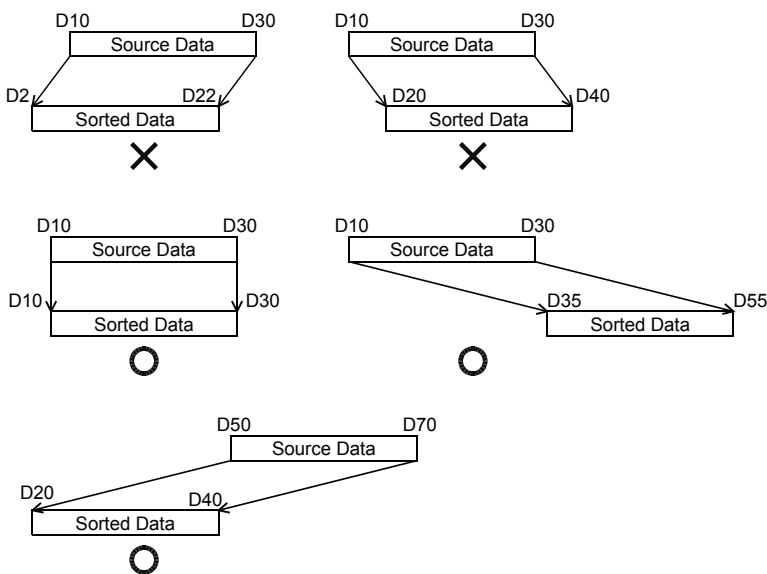 D10 D30 D10 D30
Source Data Source Data
D2 D22 D20 D40
Sorted Data Sorted Data
D10 D30 D10 D30
Source Data Source Data
D10 D30 D35 D55
Sorted Data Sorted Data
D50 D70
Source Data
D20 D40
Sorted Data